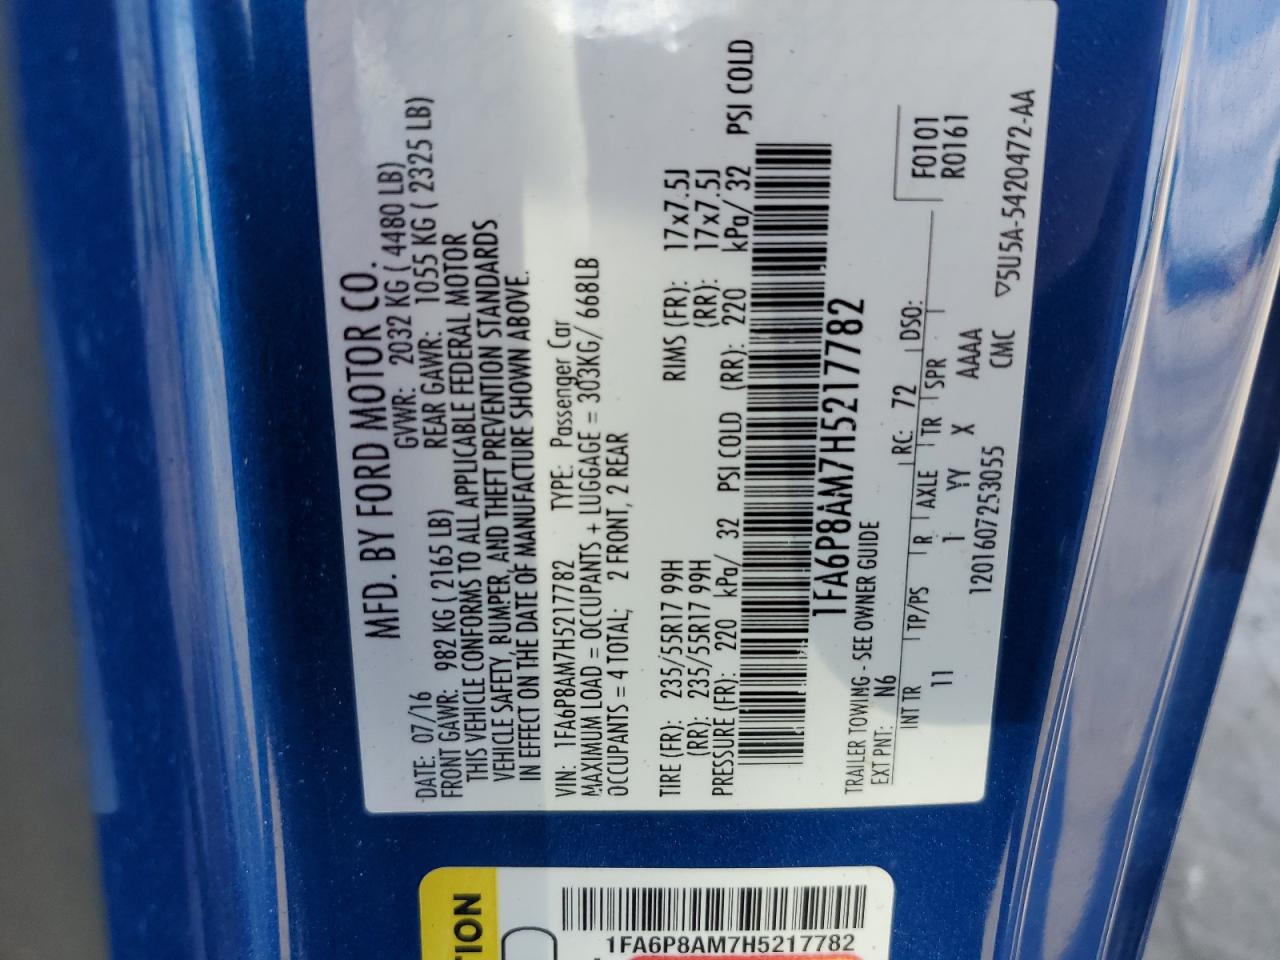 MFD. BY FORD MOTOR CO.
DATE: 07/16 GVWR: 2032 KG ( 4480 LB)
FRONT GAWR: 982 KG ( 2165 LB) REAR GAWR: 1055 KG ( 2325 LB)
THIS VEHICLE CONFORMS TO ALL APPLICABLE FEDERAL MOTOR
VEHICLE SAFETY, BUMPER, AND THEFT PREVENTION STANDARDS
IN EFFECT ON THE DATE OF MANUFACTURE SHOWN ABOVE.
VIN: 1FA6P8AM7H5217782 TYPE: Passenger Car
MAXIMUM LOAD = OCCUPANTS + LUGGAGE = 303KG/ 668LB
OCCUPANTS = 4 TOTAL; 2 FRONT, 2 REAR
TIRE (FR): 235/55R17 99H RIMS (FR): 17x7.5J
(RR): 235/55R17 99H (RR): 17x7.5J
PRESSURE (FR): 220 kPa/ 32 PSI COLD (RR): 220 kPa/ 32 PSI COLD
1FA6P8AM7H5217782
TRAILER TOWING - SEE OWNER GUIDE
EXT PNT: N6 RC: 72 DSO: F0101
INT TR TP/PS R AXLE TR SPR R0161
11 1 YY X AAAA
1201607253055 CMC ▽5U5A-5420472-AA
TION
1FA6P8AM7H5217782